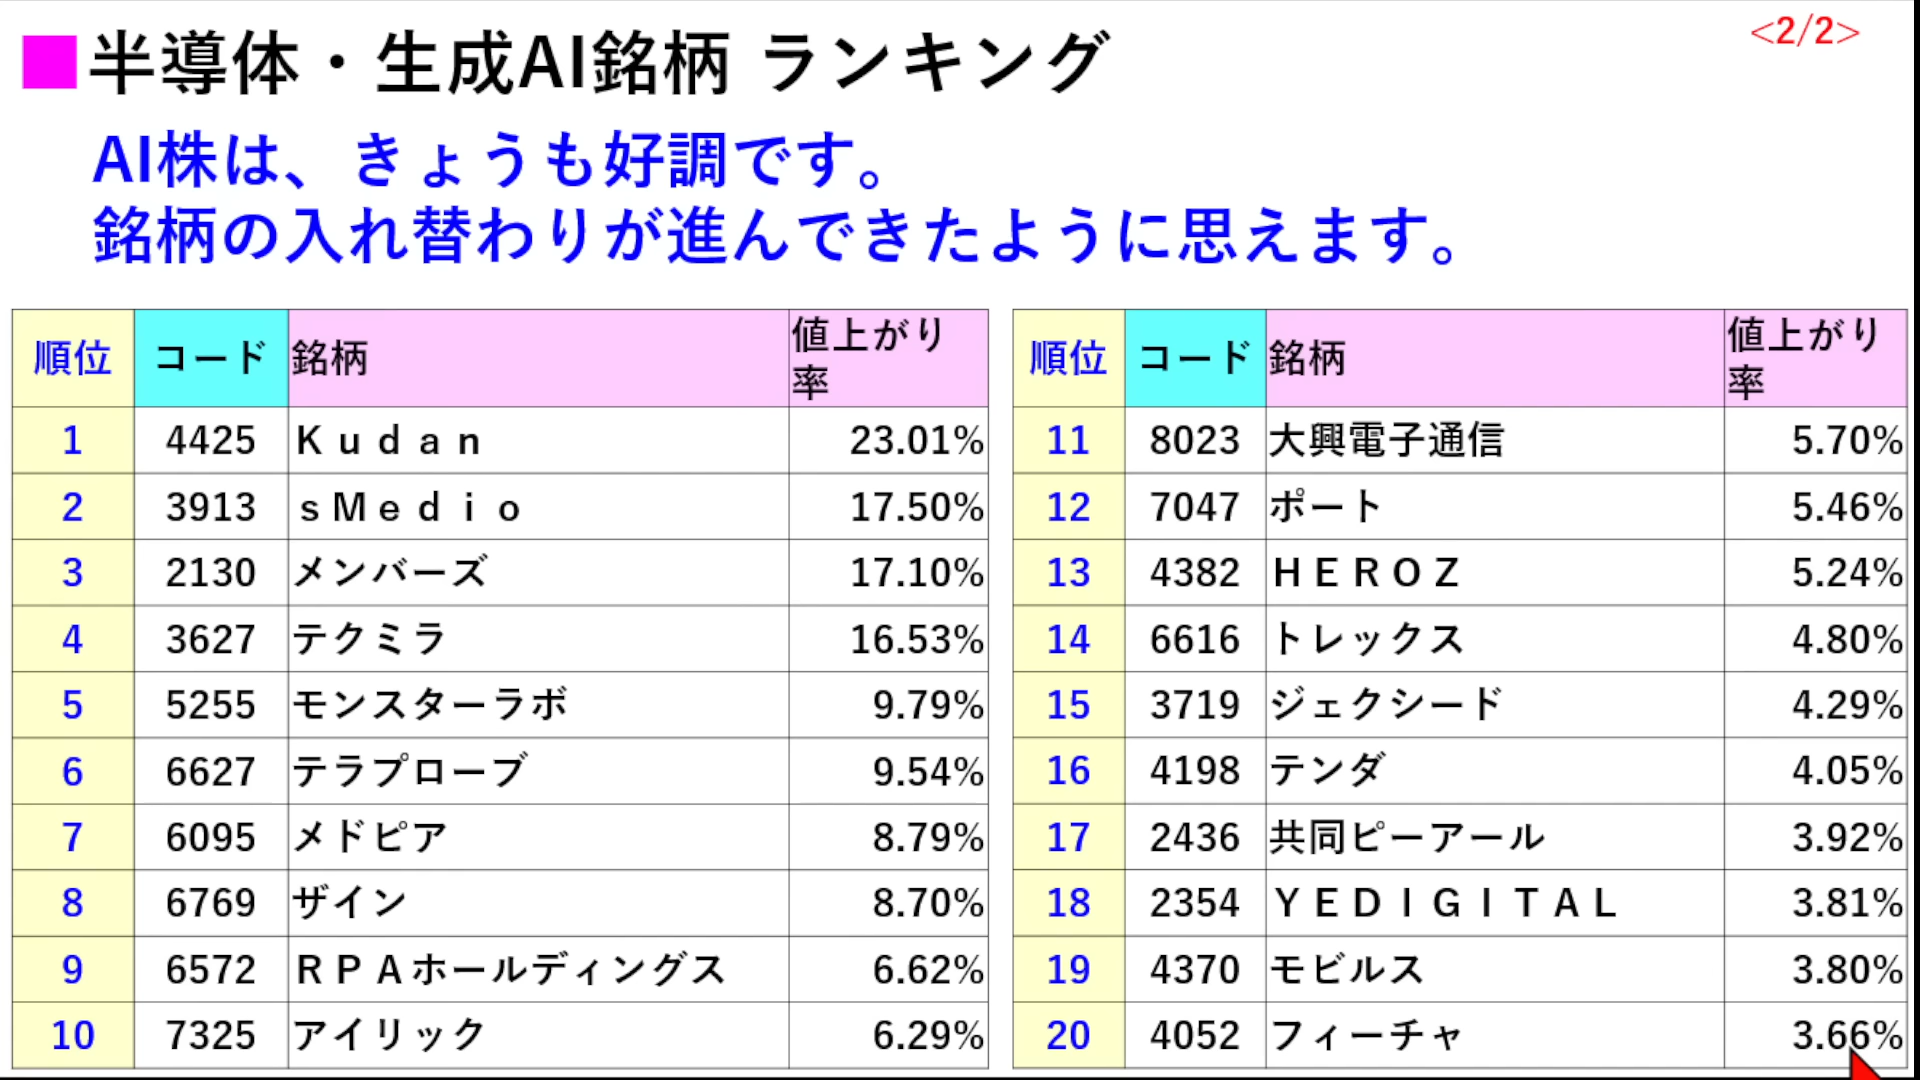 <2/2>
■半導体・生成AI銘柄 ランキング
AI株は、きょうも好調です。
銘柄の入れ替わりが進んできたように思えます。
順位 コード 銘柄 値上がり率
1 4425 Ｋｕｄａｎ 23.01%
2 3913 ｓＭｅｄｉｏ 17.50%
3 2130 メンバーズ 17.10%
4 3627 テクミラ 16.53%
5 5255 モンスターラボ 9.79%
6 6627 テラプローブ 9.54%
7 6095 メドピア 8.79%
8 6769 ザイン 8.70%
9 6572 ＲＰＡホールディングス 6.62%
10 7325 アイリック 6.29%
順位 コード 銘柄 値上がり率
11 8023 大興電子通信 5.70%
12 7047 ポート 5.46%
13 4382 ＨＥＲＯＺ 5.24%
14 6616 トレックス 4.80%
15 3719 ジェクシード 4.29%
16 4198 テンダ 4.05%
17 2436 共同ピーアール 3.92%
18 2354 ＹＥＤＩＧＩＴＡＬ 3.81%
19 4370 モビルス 3.80%
20 4052 フィーチャ 3.66%